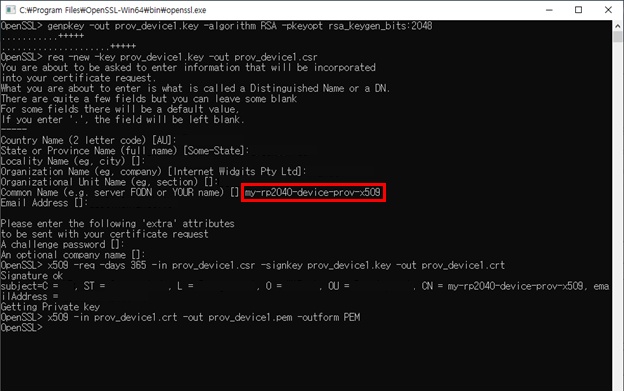 C:\Program Files\OpenSSL-Win64\bin\openssl.exe
OpenSSL> genpkey -out prov_device1.key -algorithm RSA -pkeyopt rsa_keygen_bits:2048
...........+++++
.....................+++++
OpenSSL> req -new -key prov_device1.key -out prov_device1.csr
You are about to be asked to enter information that will be incorporated
into your certificate request.
What you are about to enter is what is called a Distinguished Name or a DN.
There are quite a few fields but you can leave some blank
For some fields there will be a default value,
If you enter '.', the field will be left blank.
-----
Country Name (2 letter code) [AU]:
State or Province Name (full name) [Some-State]:
Locality Name (eg, city) []:
Organization Name (eg, company) [Internet Widgits Pty Ltd]:
Organizational Unit Name (eg, section) []:
Common Name (e.g. server FQDN or YOUR name) [] my-rp2040-device-prov-x509
Email Address []:
Please enter the following 'extra' attributes
to be sent with your certificate request
A challenge password []:
An optional company name []:
OpenSSL> x509 -req -days 365 -in prov_device1.csr -signkey prov_device1.key -out prov_device1.crt
Signature ok
subject=C = , ST = , L = , O = , OU = , CN = my-rp2040-device-prov-x509, ema
ilAddress =
Getting Private key
OpenSSL> x509 -in prov_device1.crt -out prov_device1.pem -outform PEM
OpenSSL>